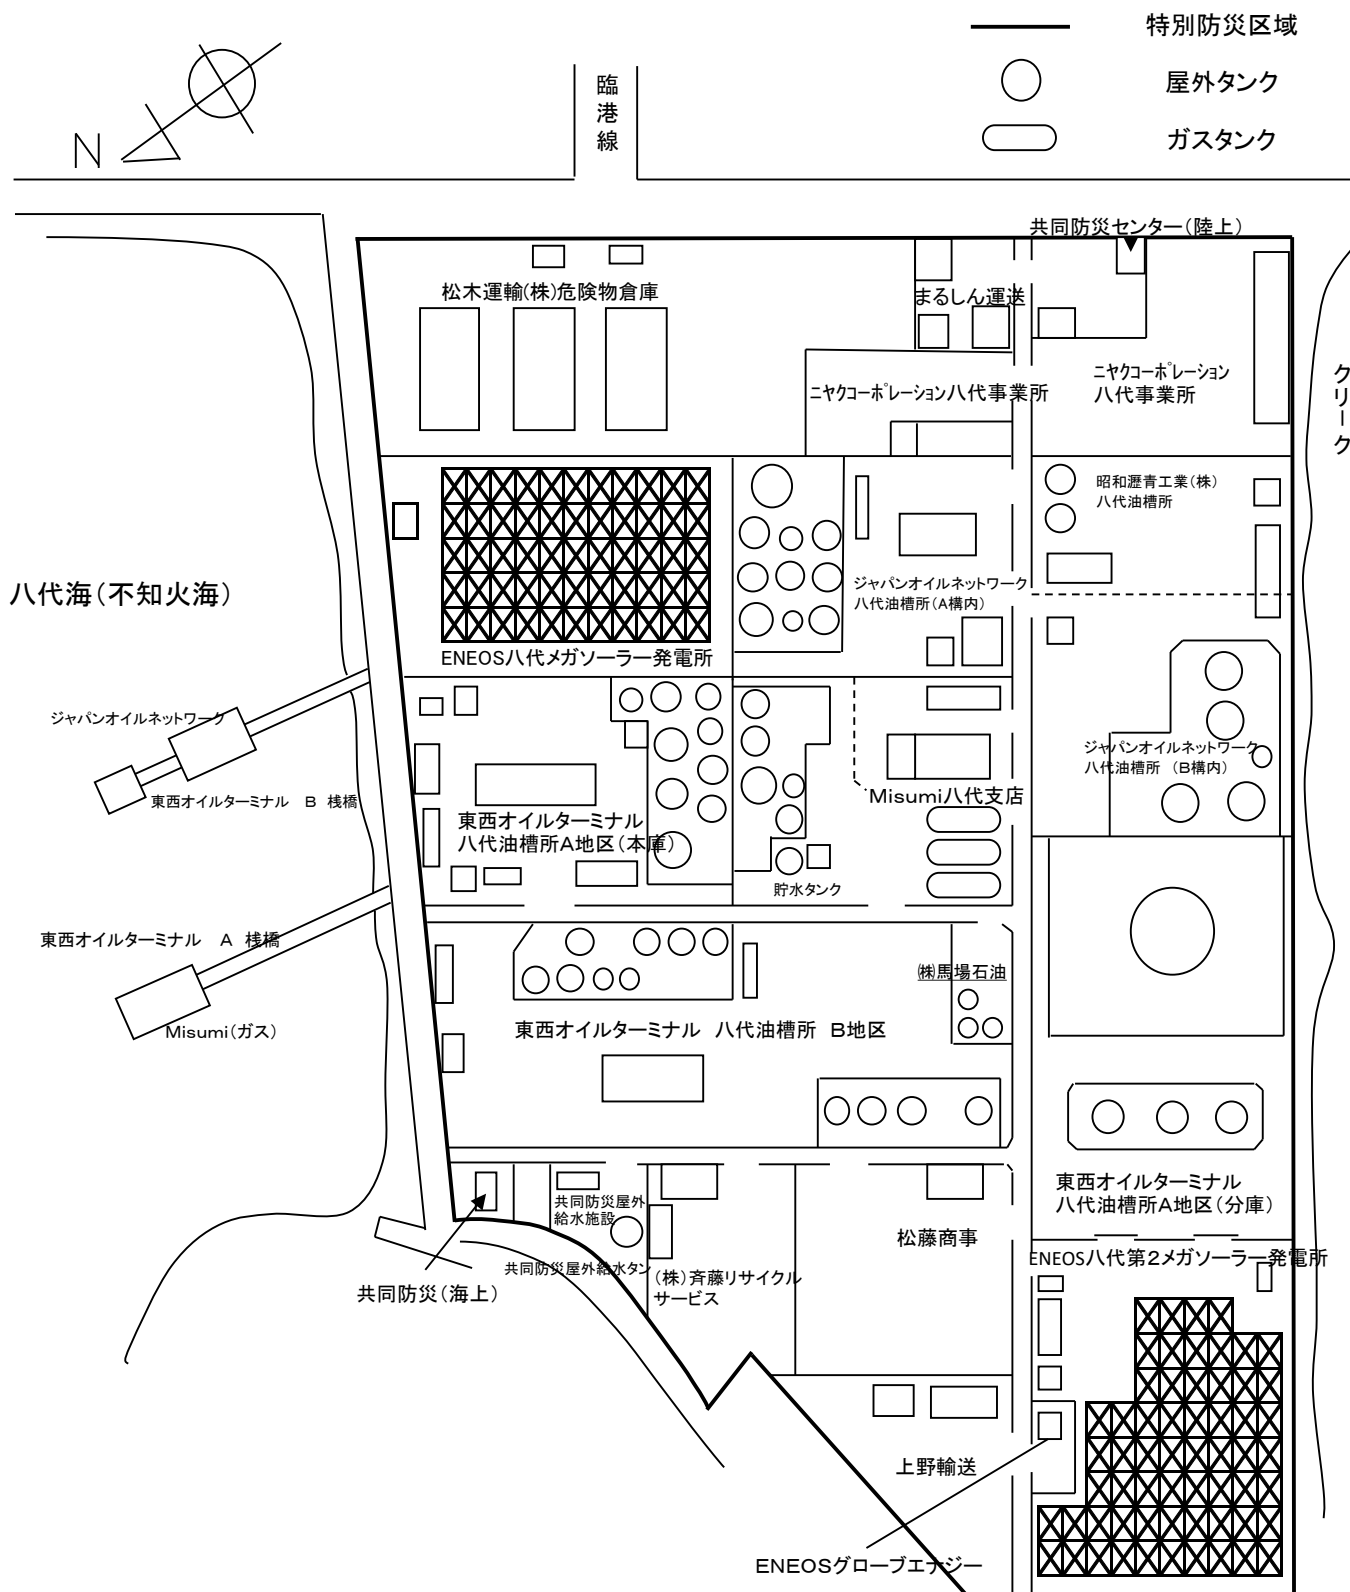 特別防災区域
屋外タンク
ガスタンク
臨港線
N
共同防災センター(陸上)
松木運輸(株)危険物倉庫
まるしん運送
ニヤクコーポレーション八代事業所
ニヤクコーポレーション
八代事業所
クリーク
昭和瀝青工業(株)
八代油槽所
ジャパンオイルネットワーク
八代油槽所(A構内)
八代海(不知火海)
ENEOS八代メガソーラー発電所
ジャパンオイルネットワーク
東西オイルターミナル B 桟橋
ジャパンオイルネットワーク
八代油槽所 (B構内)
Misumi八代支店
東西オイルターミナル
八代油槽所A地区(本庫)
貯水タンク
東西オイルターミナル A 桟橋
Misumi(ガス)
㈱馬場石油
東西オイルターミナル 八代油槽所 B地区
東西オイルターミナル
八代油槽所A地区(分庫)
共同防災屋外
給水施設
松藤商事
ENEOS八代第2メガソーラー発電所
共同防災屋外給水タン
(株)斉藤リサイクル
サービス
共同防災(海上)
上野輸送
ENEOSグローブエナジー